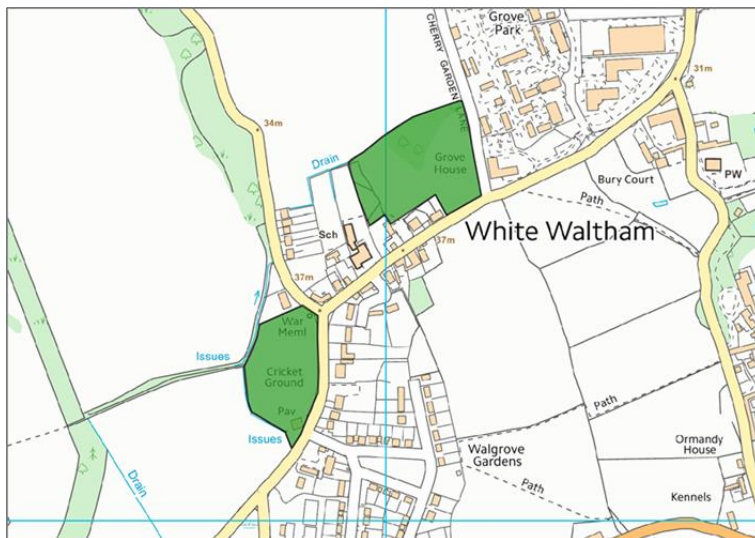 Grove
Park
CHERRY GARDEN LANE
31m
34m
Drain
Grove
House
PW
Bury Court
Path
Sch
White Waltham
37m
37m
War
Meml
Issues
Cricket
Ground
Path
Pav
Issues
Ormandy
House
Walgrove
Gardens
Drain
Path
Kennels